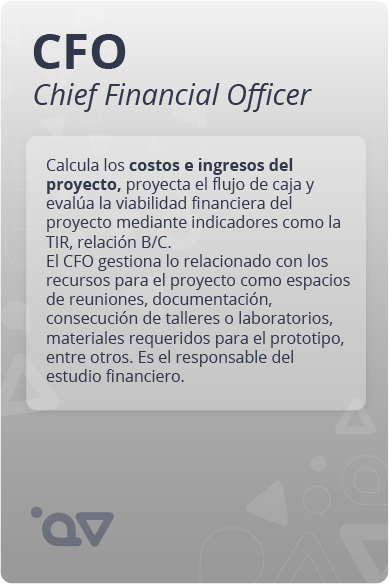 CFO
Chief Financial Officer
Calcula los costos e ingresos del
proyecto, proyecta el flujo de caja y
evalúa la viabilidad financiera del
proyecto mediante indicadores como la
TIR, relación B/C.
El CFO gestiona lo relacionado con los
recursos para el proyecto como espacios
de reuniones, documentación,
consecución de talleres o laboratorios,
materiales requeridos para el prototipo,
entre otros. Es el responsable del
estudio financiero.